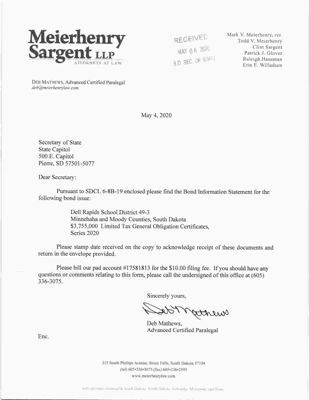 Meierhenry
Sargent LLP
ATTORNEYS AT LAW
DEB MATHEWS, Advanced Certified Paralegal
deb@meierhenrylaw.com
RECEIVED
MAY 2020
S.D. SEC. OF STATE
Mark V. Meierhenry,
Todd V. Meierhenry
Clint Sargent
Patrick J. Glover
Raleigh Hansman
Erin E. Willadsen
May 4, 2020
Secretary of State
State Capitol
500 E. Capitol
Pierre, SD 57501-5077
Dear Secretary:
Pursuant to SDCL 6-8B-19 enclosed please find the Bond Information Statement for the
following bond issue:
Dell Rapids School District 49-3
Minnehaha and Moody Counties, South Dakota
$3,755,000 Limited Tax General Obligation Certificates,
Series 2020
Please stamp date received on the copy to acknowledge receipt of these documents and
return in the envelope provided.
Please bill our pad account #17581813 for the $10.00 filing fee. If you should have any
questions or comments relating to this form, please call the undersigned of this office at (605)
336-3075.
Sincerely yours,
Deb Mathews
Deb Mathews,
Advanced Certified Paralegal
Enc.
315 South Phillips Avenue, Sioux Falls, South Dakota 57104
(tel) 605-336-3075 (fax) 605-336-2593
www.meierhenrylaw.com